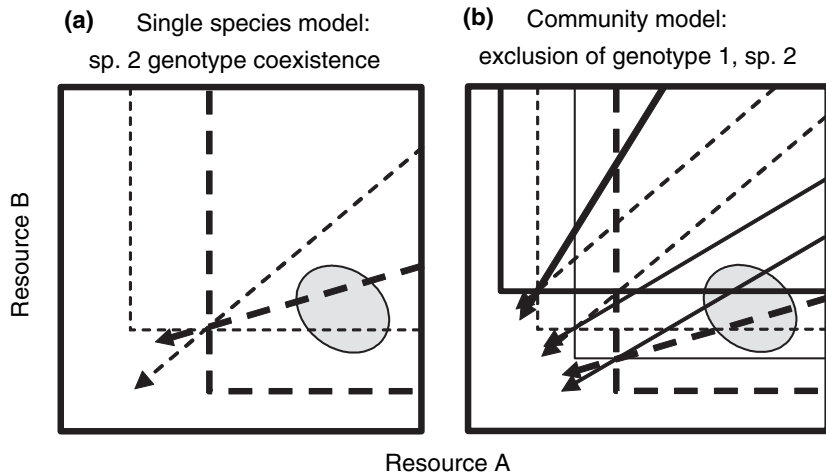 (a) Single species model:
sp. 2 genotype coexistence
(b) Community model:
exclusion of genotype 1, sp. 2
Resource B
Resource A